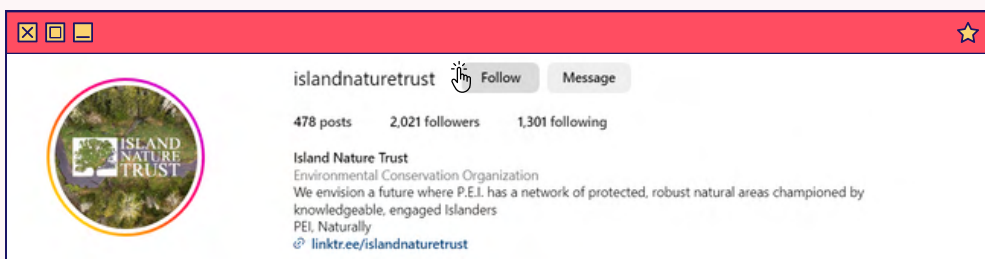 islandnaturetrust Follow Message
478 posts 2,021 followers 1,301 following
ISLAND
NATURE
TRUST
Island Nature Trust
Environmental Conservation Organization
We envision a future where P.E.I. has a network of protected, robust natural areas championed by
knowledgeable, engaged Islanders
PEI, Naturally
linktr.ee/islandnaturetrust